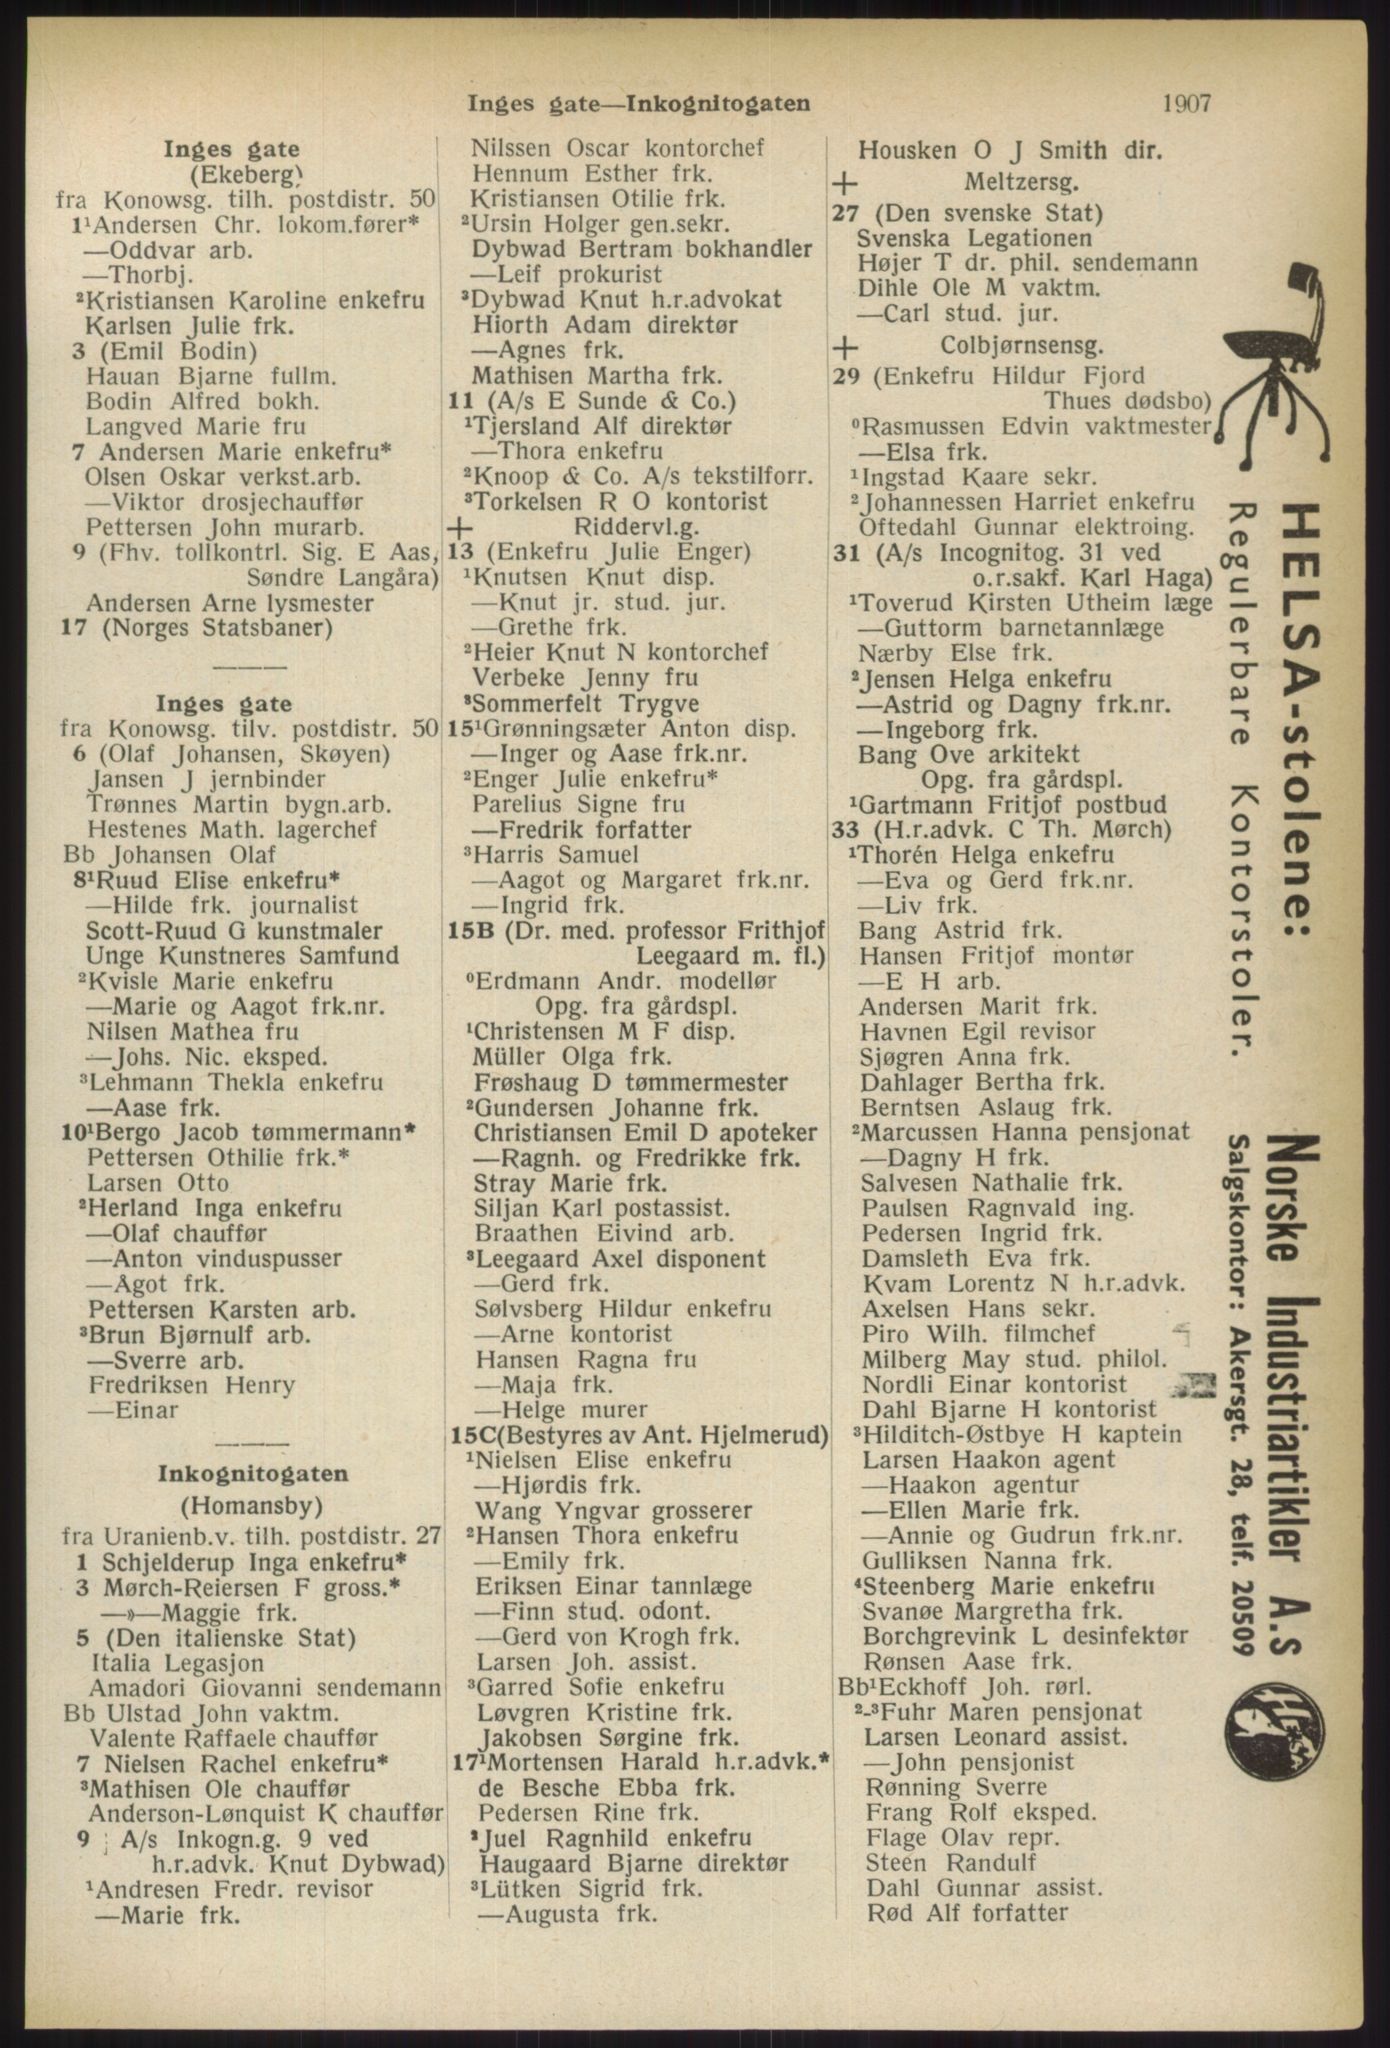 Inges gate—Inkognitogaten
1907
Inges gate
(Ekeberg)
fra Konowsg. tilh. postdistr. 50
1¹Andersen Chr. lokom.fører*
—Oddvar arb.
—Thorbj.
²Kristiansen Karoline enkefru
Karlsen Julie frk.
3 (Emil Bodin)
Hauan Bjarne fullm.
Bodin Alfred bokh.
Langved Marie fru
7 Andersen Marie enkefru*
Olsen Oskar verkst.arb.
—Viktor drosjechauffør
Pettersen John murarb.
9 (Fhv. tollkontrl. Sig. E Aas,
Søndre Langåra)
Andersen Arne lysmester
17 (Norges Statsbaner)
Inges gate
fra Konowsg. tilv. postdistr. 50
6 (Olaf Johansen, Skøyen)
Jansen J jernbinder
Trønnes Martin bygn.arb.
Hestenes Math. lagerchef
Bb Johansen Olaf
8¹Ruud Elise enkefru*
—Hilde frk. journalist
Scott-Ruud G kunstmaler
Unge Kunstneres Samfund
²Kvisle Marie enkefru
—Marie og Aagot frk.nr.
Nilsen Mathea fru
—Johs. Nic. eksped.
³Lehmann Thekla enkefru
—Aase frk.
10¹Bergo Jacob tømmermann*
Pettersen Othilie frk.*
Larsen Otto
²Herland Inga enkefru
—Olaf chauffør
—Anton vinduspusser
—Ågot frk.
Pettersen Karsten arb.
³Brun Bjørnulf arb.
—Sverre arb.
Fredriksen Henry
—Einar
Inkognitogaten
(Homansby)
fra Uranienb.v. tilh. postdistr. 27
1 Schjelderup Inga enkefru*
3 Mørch-Reiersen F gross.*
—»—Maggie frk.
5 (Den italienske Stat)
Italia Legasjon
Amadori Giovanni sendemann
Bb Ulstad John vaktm.
Valente Raffaele chauffør
7 Nielsen Rachel enkefru*
³Mathisen Ole chauffør
Anderson-Lønquist K chauffør
9 A/s Inkogn.g. 9 ved
h.r.advk. Knut Dybwad)
¹Andresen Fredr. revisor
—Marie frk.
Nilssen Oscar kontorchef
Hennum Esther frk.
Kristiansen Otilie frk.
²Ursin Holger gen.sekr.
Dybwad Bertram bokhandler
—Leif prokurist
³Dybwad Knut h.r.advokat
Hiorth Adam direktør
—Agnes frk.
Mathisen Martha frk.
11 (A/s E Sunde & Co.)
¹Tjersland Alf direktør
—Thora enkefru
²Knoop & Co. A/s tekstilforr.
³Torkelsen R O kontorist
+ Riddervl.g.
13 (Enkefru Julie Enger)
¹Knutsen Knut disp.
—Knut jr. stud. jur.
—Grethe frk.
²Heier Knut N kontorchef
Verbeke Jenny fru
³Sommerfelt Trygve
15¹Grønningsæter Anton disp.
—Inger og Aase frk.nr.
²Enger Julie enkefru*
Parelius Signe fru
—Fredrik forfatter
³Harris Samuel
—Aagot og Margaret frk.nr.
—Ingrid frk.
15B (Dr. med. professor Frithjof
Leegaard m. fl.)
⁰Erdmann Andr. modellør
Opg. fra gårdspl.
¹Christensen M F disp.
Müller Olga frk.
Frøshaug D tømmermester
²Gundersen Johanne frk.
Christiansen Emil D apoteker
—Ragnh. og Fredrikke frk.
Stray Marie frk.
Siljan Karl postassist.
Braathen Eivind arb.
³Leegaard Axel disponent
—Gerd frk.
Sølvsberg Hildur enkefru
—Arne kontorist
Hansen Ragna fru
—Maja frk.
—Helge murer
15C(Bestyres av Ant. Hjelmerud)
¹Nielsen Elise enkefru
—Hjørdis frk.
Wang Yngvar grosserer
²Hansen Thora enkefru
—Emily frk.
Eriksen Einar tannlæge
—Finn stud. odont.
—Gerd von Krogh frk.
Larsen Joh. assist.
³Garred Sofie enkefru
Løvgren Kristine frk.
Jakobsen Sørgine frk.
17¹Mortensen Harald h.r.advk.*
de Besche Ebba frk.
Pedersen Rine frk.
²Juel Ragnhild enkefru
Haugaard Bjarne direktør
³Lütken Sigrid frk.
—Augusta frk.
Housken O J Smith dir.
+ Meltzersg.
27 (Den svenske Stat)
Svenska Legationen
Højer T dr. phil. sendemann
Dihle Ole M vaktm.
—Carl stud. jur.
+ Colbjørnsensg.
29 (Enkefru Hildur Fjord
Thues dødsbo)
⁰Rasmussen Edvin vaktmester
—Elsa frk.
¹Ingstad Kaare sekr.
²Johannessen Harriet enkefru
Oftedahl Gunnar elektroing.
31 (A/s Incognitog. 31 ved
o.r.sakf. Karl Haga)
¹Toverud Kirsten Utheim læge
—Guttorm barnetannlæge
Nærby Else frk.
²Jensen Helga enkefru
—Astrid og Dagny frk.nr.
—Ingeborg frk.
Bang Ove arkitekt
Opg. fra gårdspl.
¹Gartmann Fritjof postbud
33 (H.r.advk. C Th. Mørch)
¹Thorén Helga enkefru
—Eva og Gerd frk.nr.
—Liv frk.
Bang Astrid frk.
Hansen Fritjof montør
—E H arb.
Andersen Marit frk.
Havnen Egil revisor
Sjøgren Anna frk.
Dahlager Bertha frk.
Berntsen Aslaug frk.
²Marcussen Hanna pensjonat
—Dagny H frk.
Salvesen Nathalie frk.
Paulsen Ragnvald ing.
Pedersen Ingrid frk.
Damsleth Eva frk.
Kvam Lorentz N h.r.advk.
Axelsen Hans sekr.
Piro Wilh. filmchef
Milberg May stud. philol.
Nordli Einar kontorist
Dahl Bjarne H kontorist
³Hilditch-Østbye H kaptein
Larsen Haakon agent
—Haakon agentur
—Ellen Marie frk.
—Annie og Gudrun frk.nr.
Gulliksen Nanna frk.
⁴Steenberg Marie enkefru
Svanøe Margretha frk.
Borchgrevink L desinfektør
Rønsen Aase frk.
Bb¹Eckhoff Joh. rørl.
²-³Fuhr Maren pensjonat
Larsen Leonard assist.
—John pensjonist
Rønning Sverre
Frang Rolf eksped.
Flage Olav repr.
Steen Randulf
Dahl Gunnar assist.
Rød Alf forfatter
HELSA-stolene:
Regulerbare Kontorstoler.
NORSKE INDUSTRIARTIKLER A.S
Salgskontor: Akersgt. 28, telf. 20509
HELSA